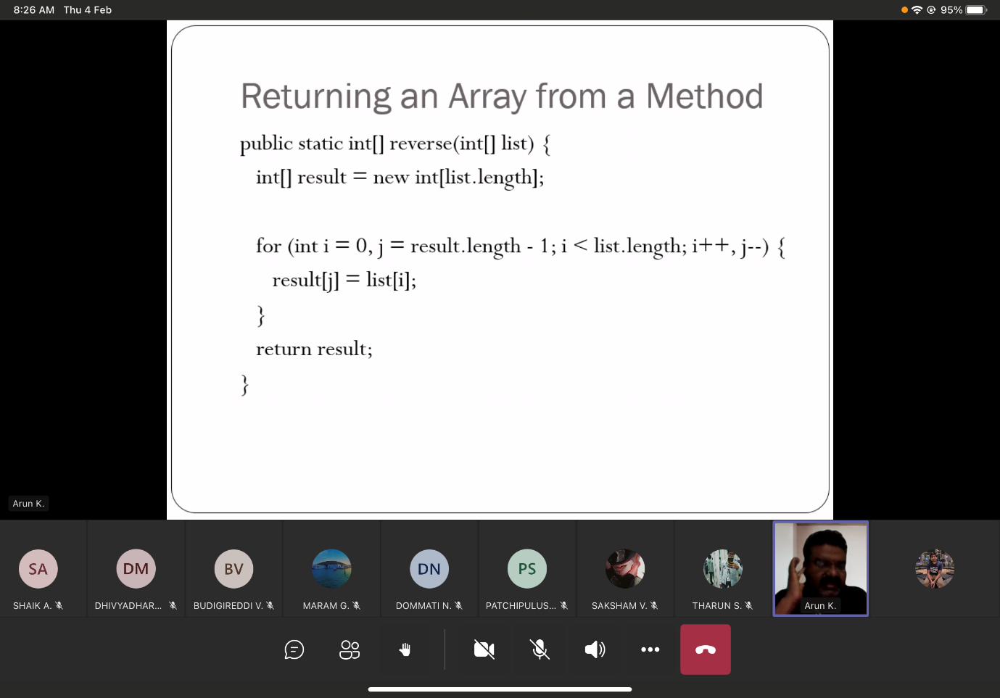 8:26 AM Thu 4 Feb
95%
Returning an Array from a Method
public static int[] reverse(int[] list) {
int[] result = new int[list.length];
for (int i = 0, j = result.length - 1; i < list.length; i++, j--) {
result[j] = list[i];
}
return result;
}
Arun K.
SA
DM
BV
DN
PS
SHAIK A.
DHIVYADHAR...
BUDIGIREDDI V.
MARAM G.
DOMMATI N.
PATCHIPULUS...
SAKSHAM V.
THARUN S.
Arun K.